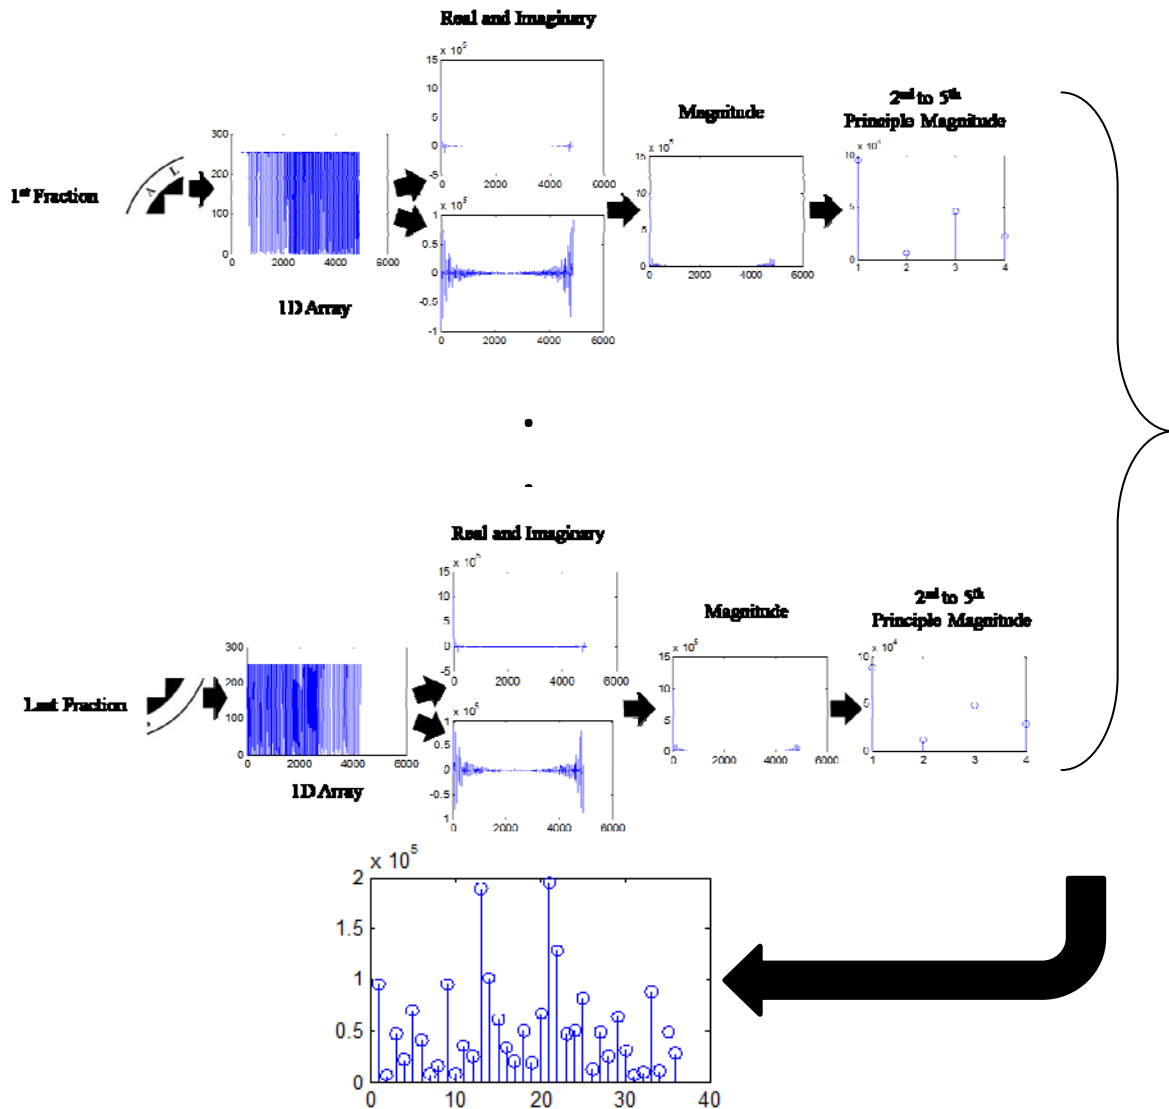 Real and Imaginary
x 10^5
15
10
5
0
-5
0 2000 4000 6000
Magnitude
2nd to 5th
Principle Magnitude
1st Fraction
A L
300
200
100
0
0 2000 4000 6000
1D Array
x 10^5
1
0.5
0
-0.5
-1
0 2000 4000 6000
x 10^5
15
10
5
0
0 2000 4000 6000
x 10^4
10
5
0
1 2 3 4
Real and Imaginary
x 10^5
15
10
5
0
-5
0 2000 4000 6000
Magnitude
2nd to 5th
Principle Magnitude
Last Fraction
300
200
100
0
0 2000 4000 6000
1D Array
x 10^5
1
0.5
0
-0.5
-1
0 2000 4000 6000
x 10^5
15
10
5
0
0 2000 4000 6000
x 10^4
10
5
0
1 2 3 4
x 10^5
2
1.5
1
0.5
0
0 10 20 30 40